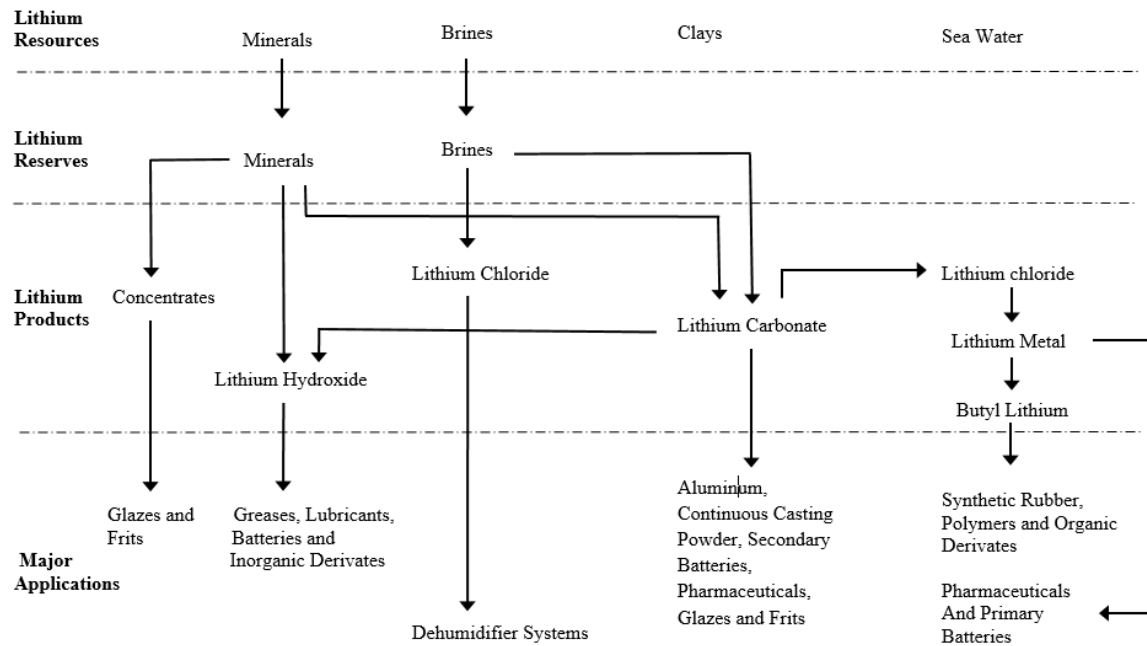 Lithium
Resources
Minerals
Brines
Clays
Sea Water
Lithium
Reserves
Minerals
Brines
Lithium
Products
Concentrates
Lithium Chloride
Lithium chloride
Lithium Carbonate
Lithium Metal
Lithium Hydroxide
Butyl Lithium
Major
Applications
Glazes and
Frits
Greases, Lubricants,
Batteries and
Inorganic Derivates
Dehumidifier Systems
Aluminum,
Continuous Casting
Powder, Secondary
Batteries,
Pharmaceuticals,
Glazes and Frits
Synthetic Rubber,
Polymers and Organic
Derivates
Pharmaceuticals
And Primary
Batteries